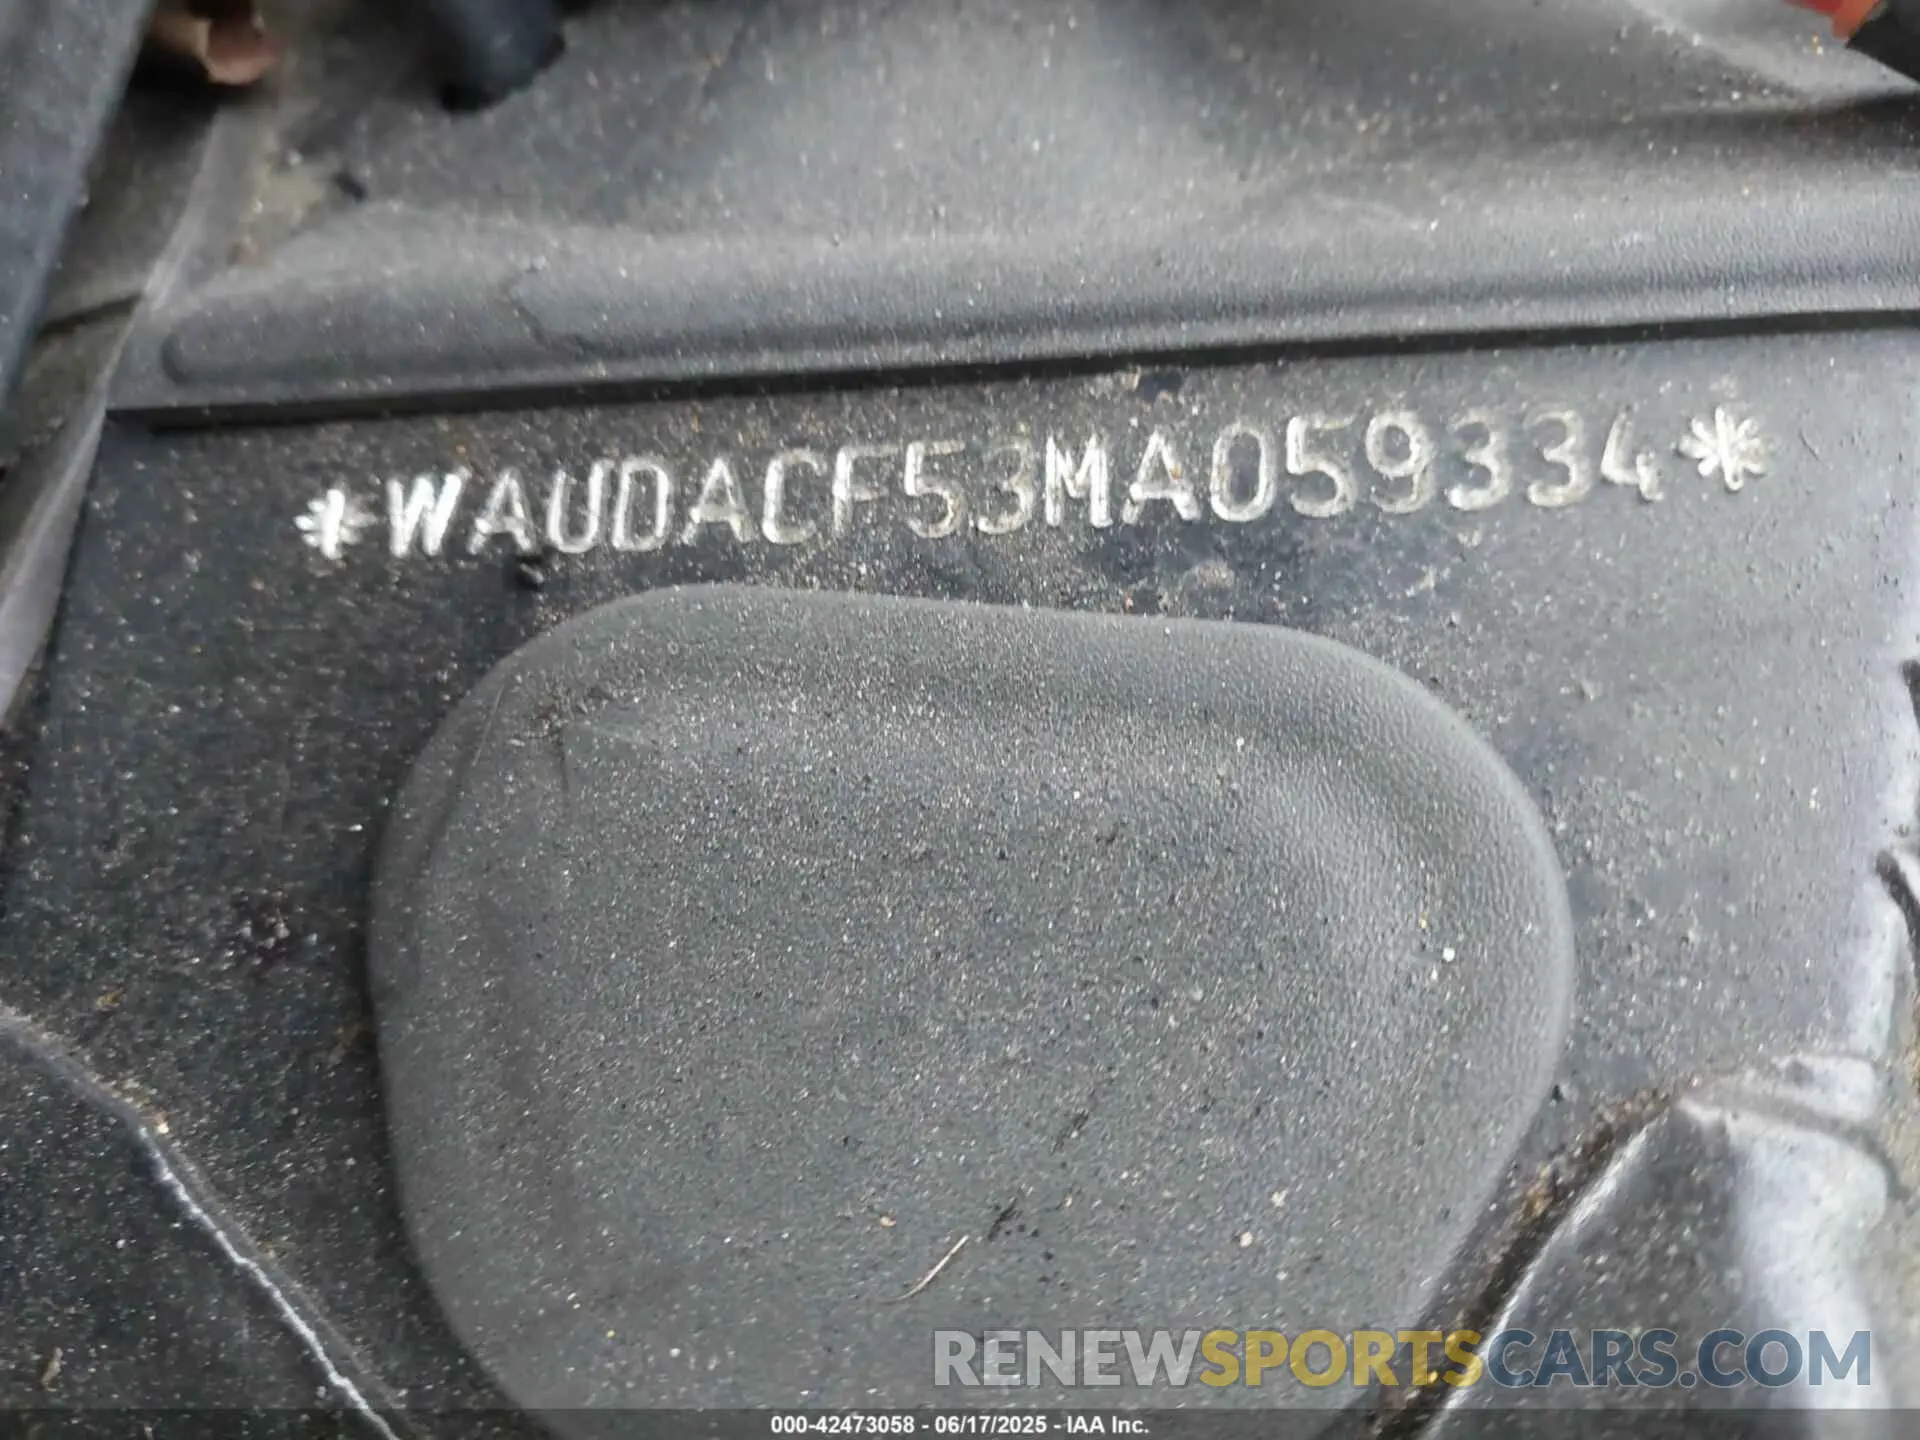 *WAUDACF53MA059334*
RENEWSPORTSCARS.COM
000-42473058 - 06/17/2025 - IAA Inc.